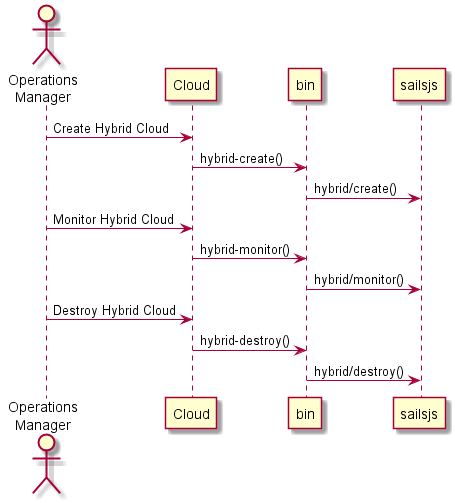 Operations
Manager
Cloud
bin
sailsjs
Create Hybrid Cloud
hybrid-create()
hybrid/create()
Monitor Hybrid Cloud
hybrid-monitor()
hybrid/monitor()
Destroy Hybrid Cloud
hybrid-destroy()
hybrid/destroy()
Operations
Manager
Cloud
bin
sailsjs